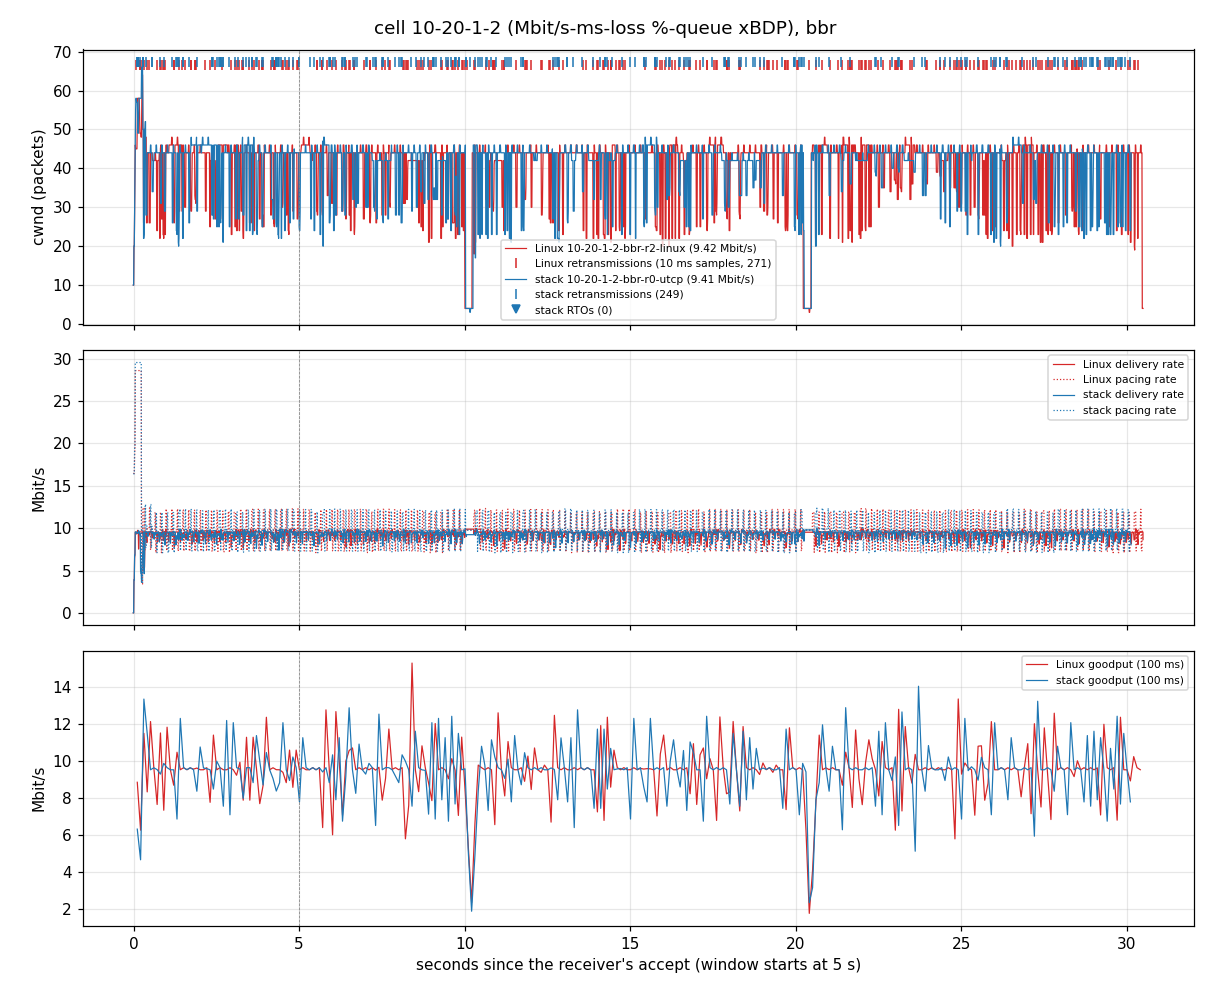 cell 10-20-1-2 (Mbit/s-ms-loss %-queue xBDP), bbr
70
60
50
40
30
20
10
0
cwnd (packets)
Linux 10-20-1-2-bbr-r2-linux (9.42 Mbit/s)
Linux retransmissions (10 ms samples, 271)
stack 10-20-1-2-bbr-r0-utcp (9.41 Mbit/s)
stack retransmissions (249)
stack RTOs (0)
30
25
20
15
10
5
0
Mbit/s
Linux delivery rate
Linux pacing rate
stack delivery rate
stack pacing rate
14
12
10
8
6
4
2
Mbit/s
Linux goodput (100 ms)
stack goodput (100 ms)
0 5 10 15 20 25 30
seconds since the receiver's accept (window starts at 5 s)